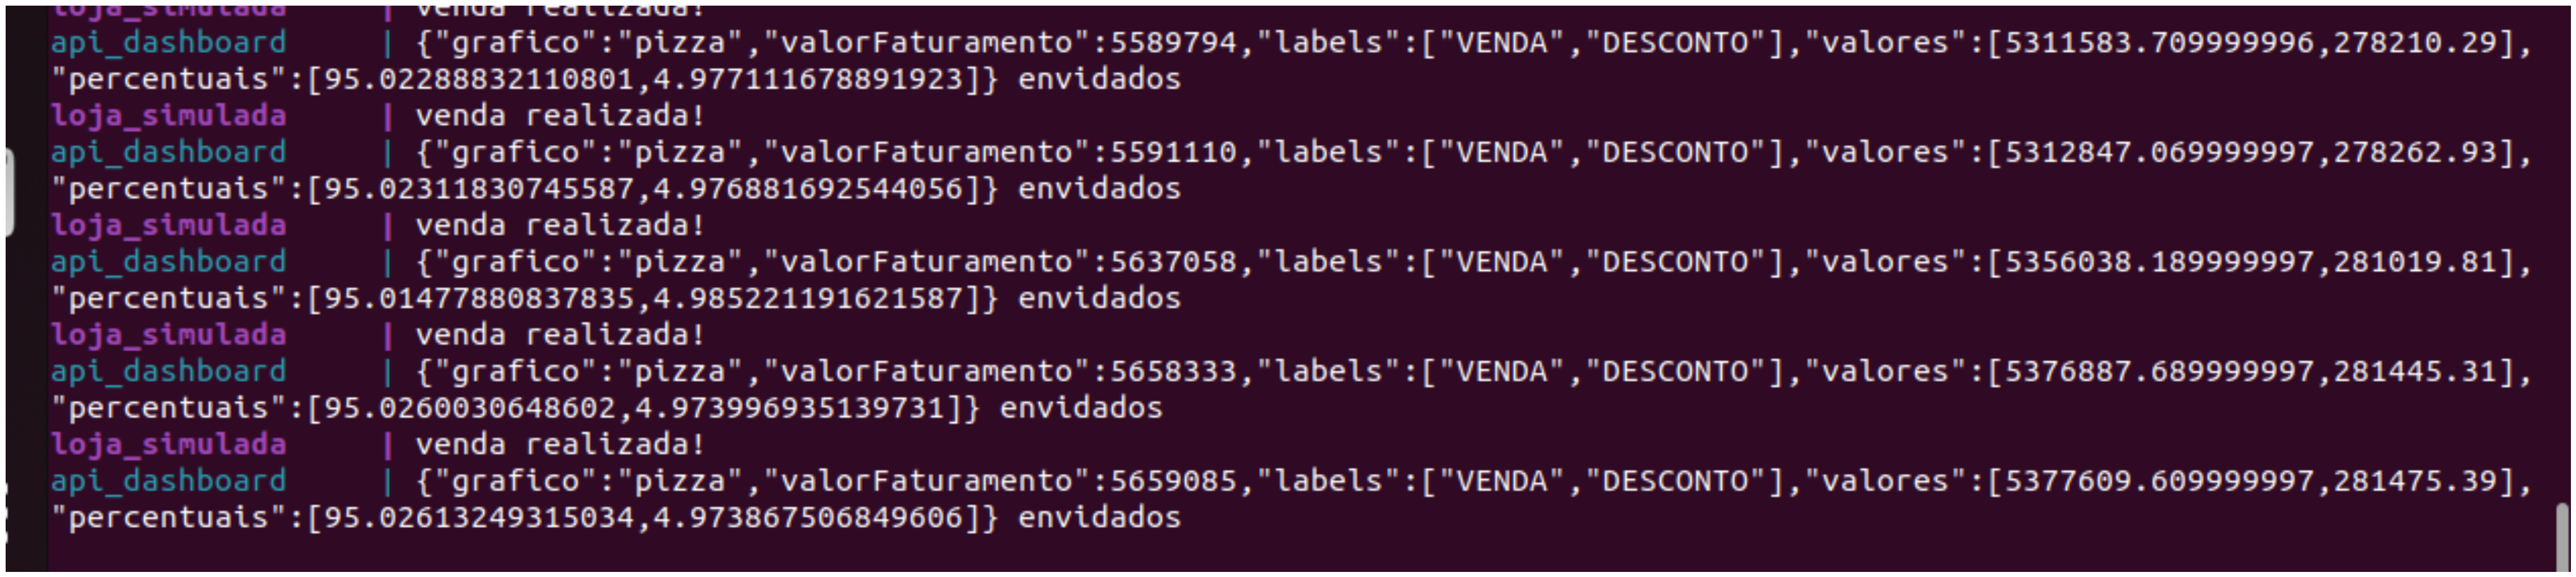 loja_simulada | venda realizada!
api_dashboard | {"grafico":"pizza","valorFaturamento":5589794,"labels":["VENDA","DESCONTO"],"valores":[5311583.709999996,278210.29],
"percentuais":[95.02288832110801,4.977111678891923]} envidados
loja_simulada | venda realizada!
api_dashboard | {"grafico":"pizza","valorFaturamento":5591110,"labels":["VENDA","DESCONTO"],"valores":[5312847.069999997,278262.93],
"percentuais":[95.02311830745587,4.976881692544056]} envidados
loja_simulada | venda realizada!
api_dashboard | {"grafico":"pizza","valorFaturamento":5637058,"labels":["VENDA","DESCONTO"],"valores":[5356038.189999997,281019.81],
"percentuais":[95.01477880837835,4.985221191621587]} envidados
loja_simulada | venda realizada!
api_dashboard | {"grafico":"pizza","valorFaturamento":5658333,"labels":["VENDA","DESCONTO"],"valores":[5376887.689999997,281445.31],
"percentuais":[95.0260030648602,4.973996935139731]} envidados
loja_simulada | venda realizada!
api_dashboard | {"grafico":"pizza","valorFaturamento":5659085,"labels":["VENDA","DESCONTO"],"valores":[5377609.609999997,281475.39],
"percentuais":[95.02613249315034,4.973867506849606]} envidados